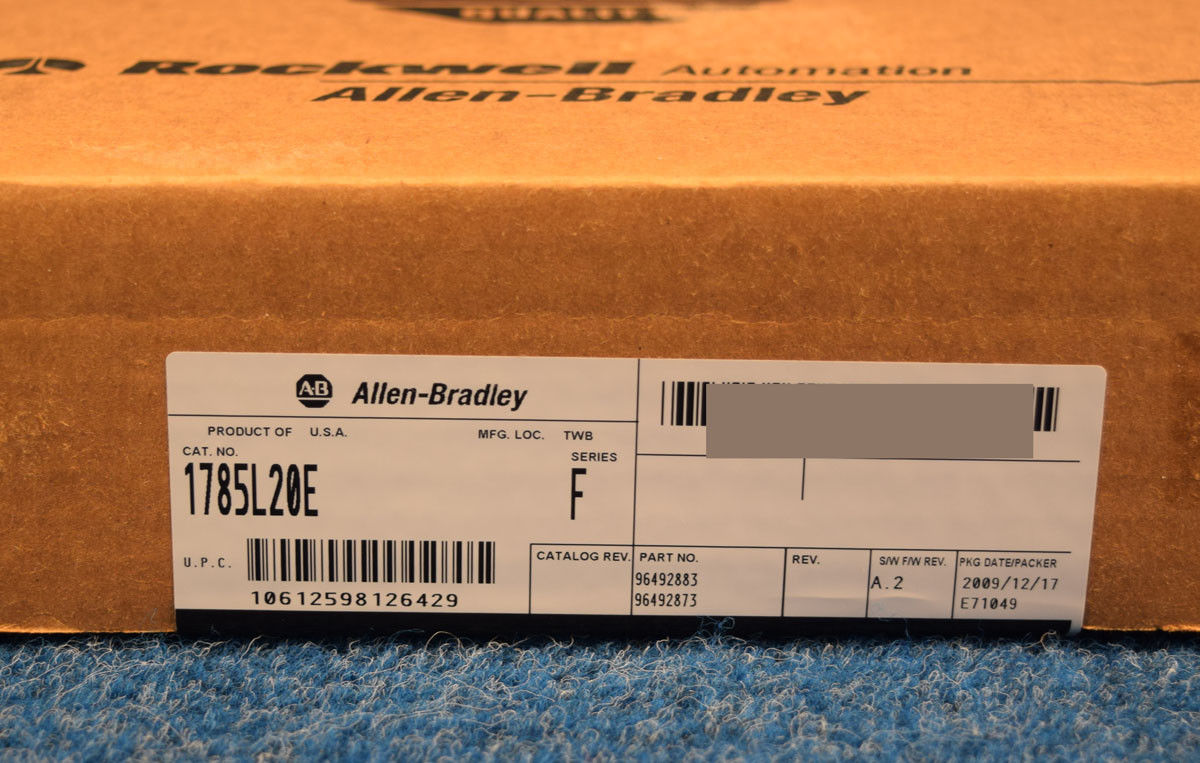 Rockwell Automation
Allen-Bradley
A-B Allen-Bradley
PRODUCT OF U.S.A. MFG. LOC. TWB
CAT. NO. SERIES
1785L20E F
U.P.C.
10612598126429
CATALOG REV. PART NO. REV. S/W F/W REV. PKG DATE/PACKER
96492883 A.2 2009/12/17
96492873 E71049